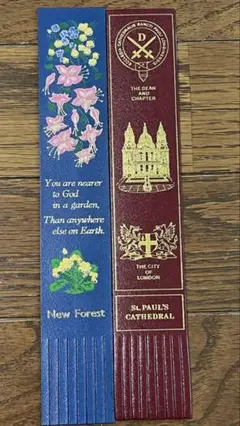 You are nearer
to God
in a garden,
Than anywhere
else on Earth.
New Forest
D
THE DEAN
AND
CHAPTER
THE CITY
OF
LONDON
ST. PAUL'S
CATHEDRAL